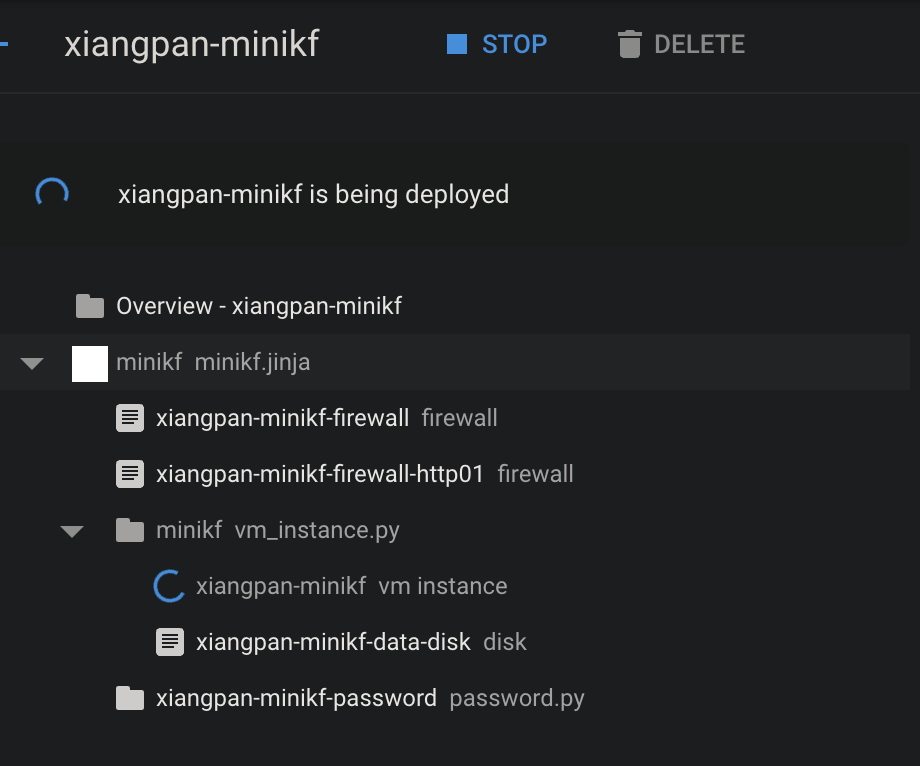 xiangpan-minikf STOP DELETE
xiangpan-minikf is being deployed
Overview - xiangpan-minikf
minikf minikf.jinja
xiangpan-minikf-firewall firewall
xiangpan-minikf-firewall-http01 firewall
minikf vm_instance.py
xiangpan-minikf vm instance
xiangpan-minikf-data-disk disk
xiangpan-minikf-password password.py